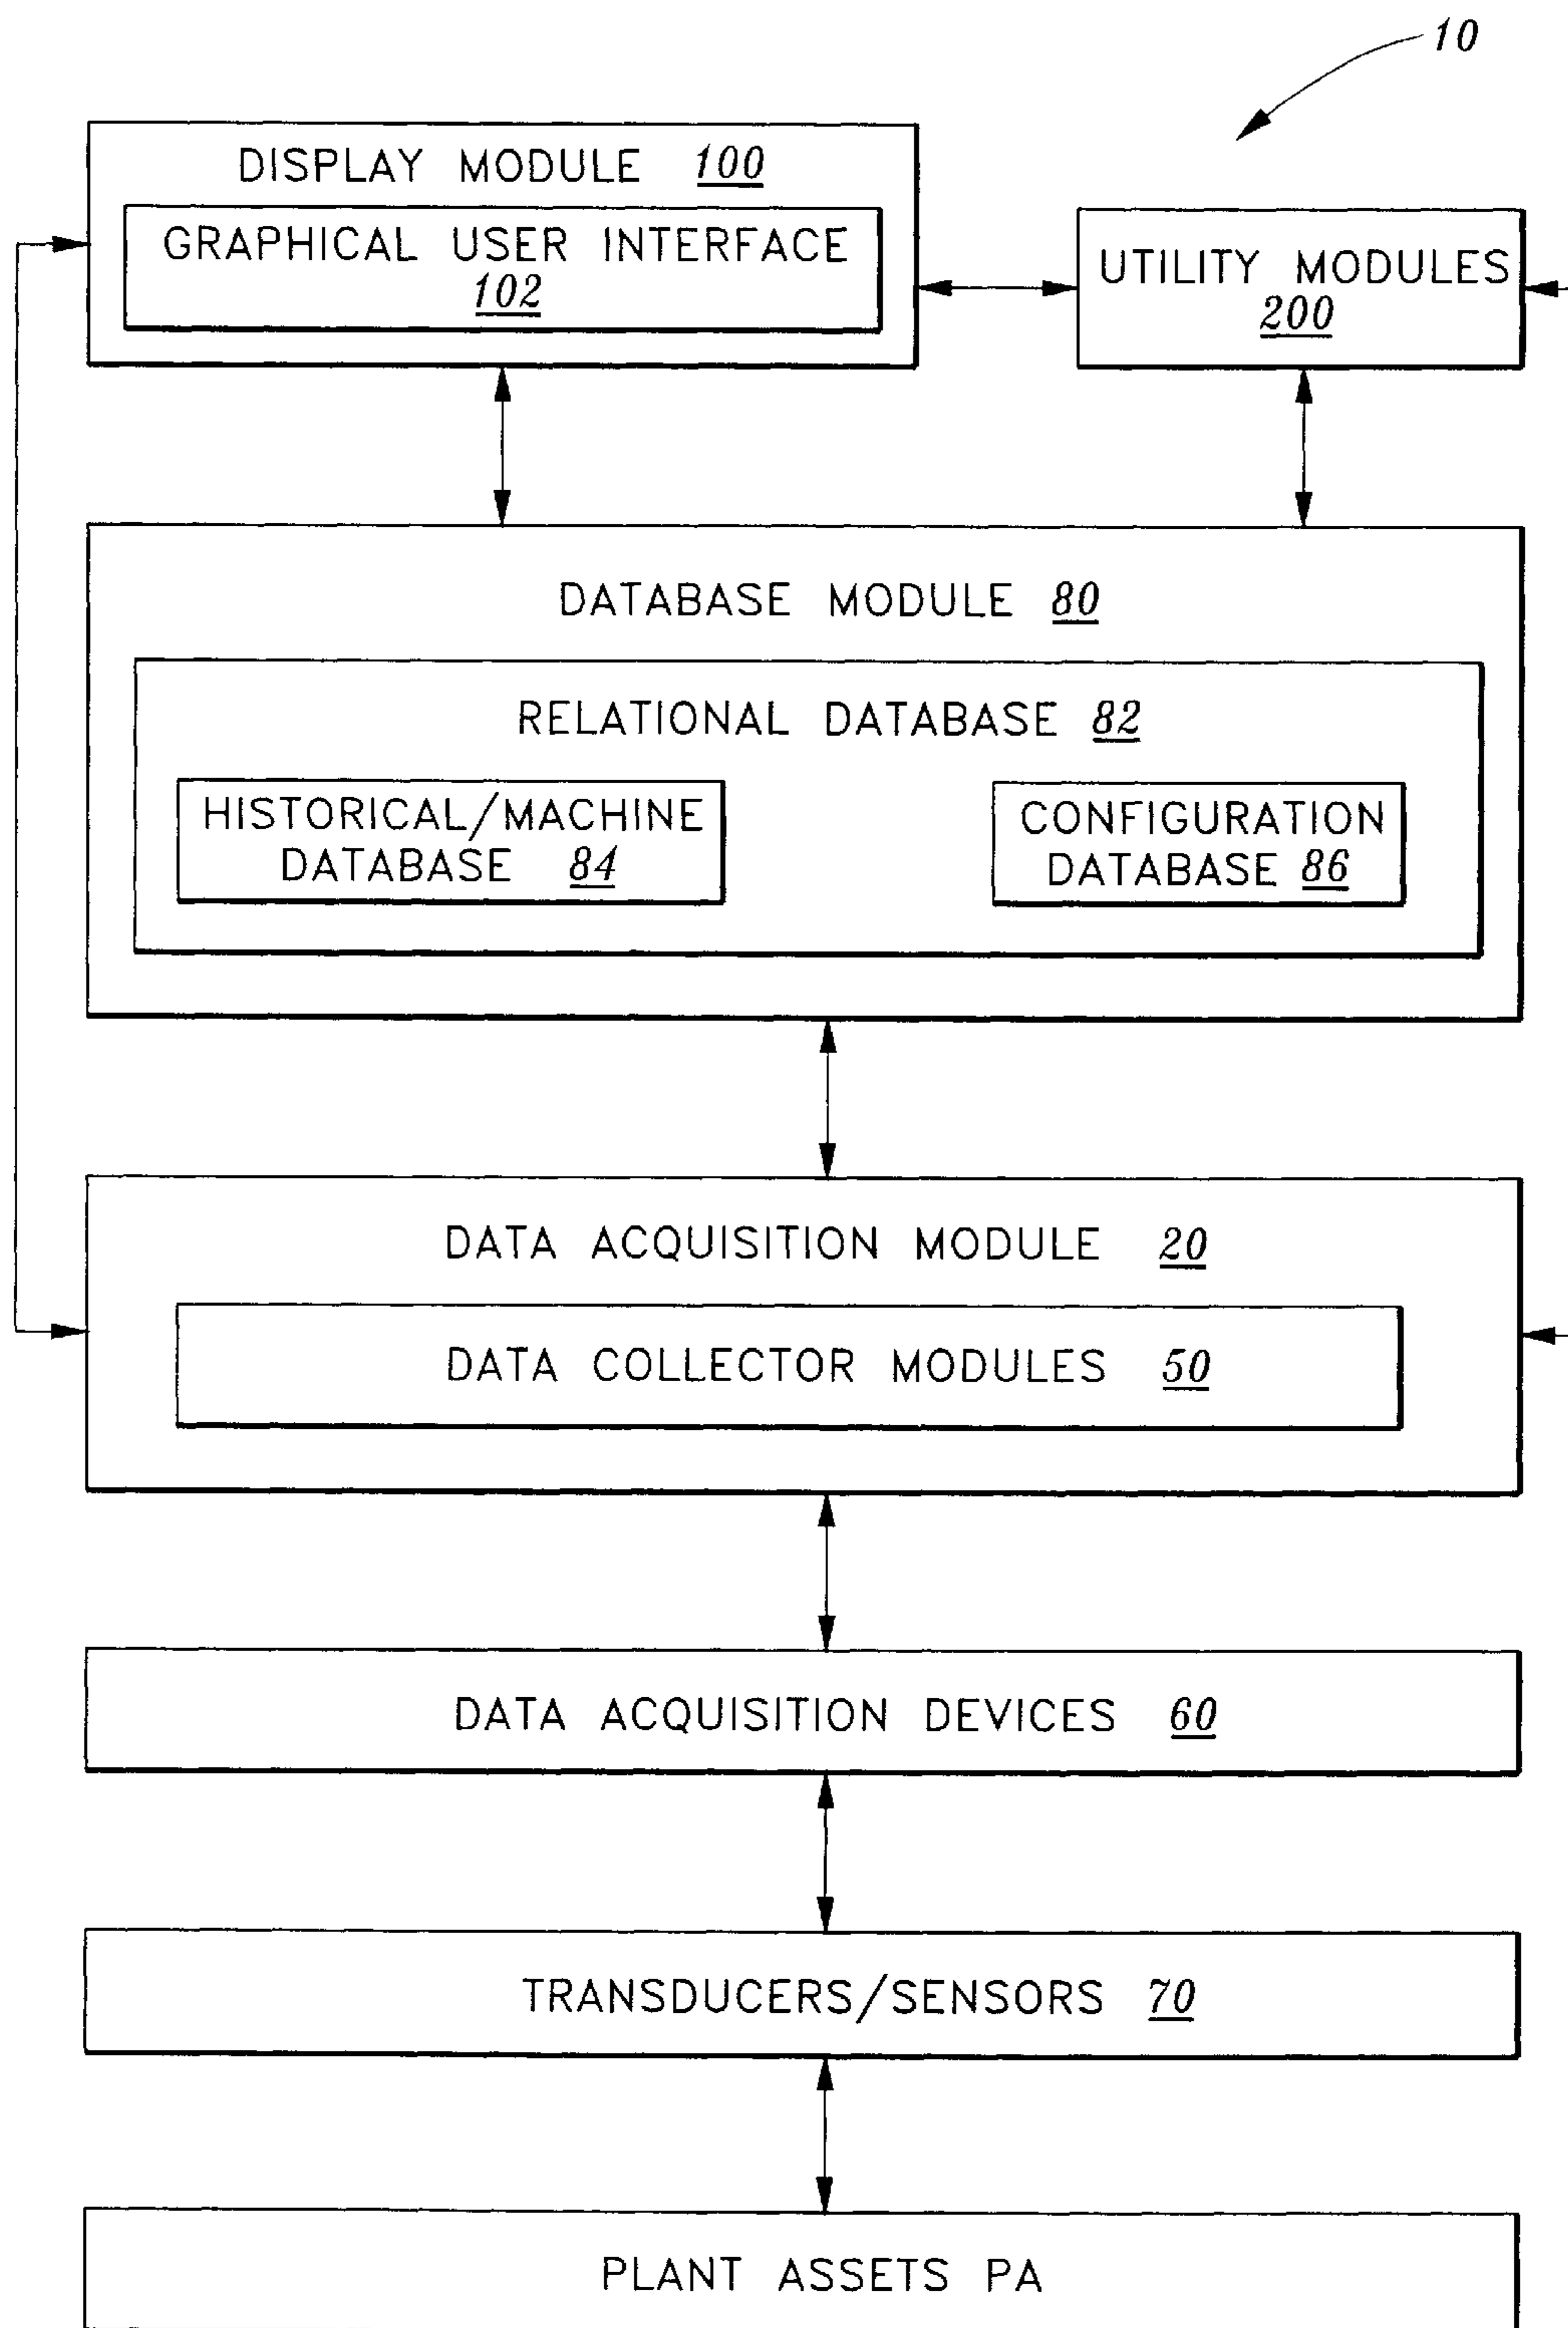 10
DISPLAY MODULE 100
GRAPHICAL USER INTERFACE
102
UTILITY MODULES
200
DATABASE MODULE 80
RELATIONAL DATABASE 82
HISTORICAL/MACHINE
DATABASE 84
CONFIGURATION
DATABASE 86
DATA ACQUISITION MODULE 20
DATA COLLECTOR MODULES 50
DATA ACQUISITION DEVICES 60
TRANSDUCERS/SENSORS 70
PLANT ASSETS PA